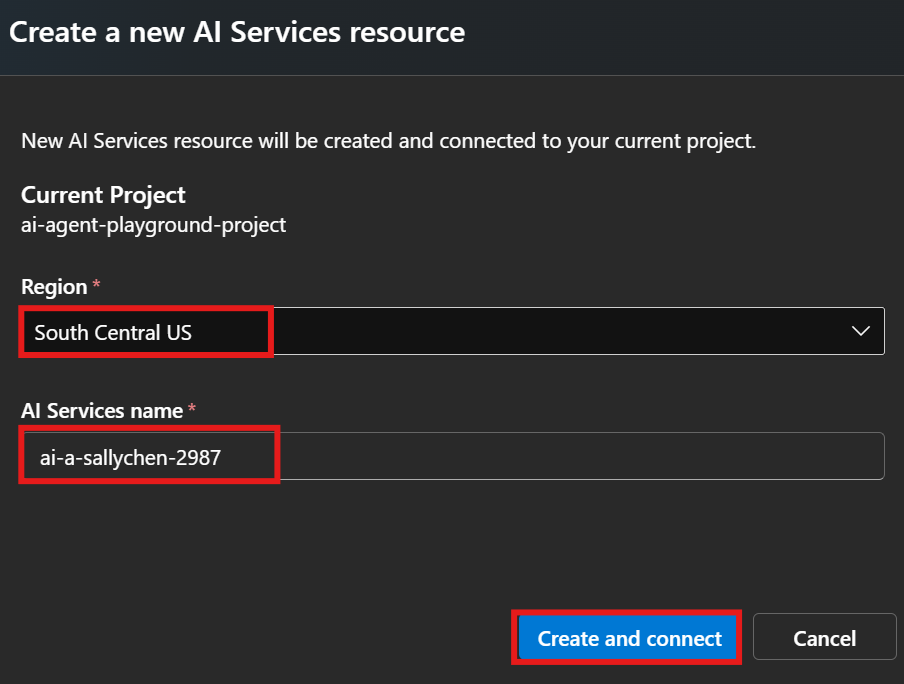 Create a new AI Services resource
New AI Services resource will be created and connected to your current project.
Current Project
ai-agent-playground-project
Region *
South Central US
AI Services name *
ai-a-sallychen-2987
Create and connect
Cancel